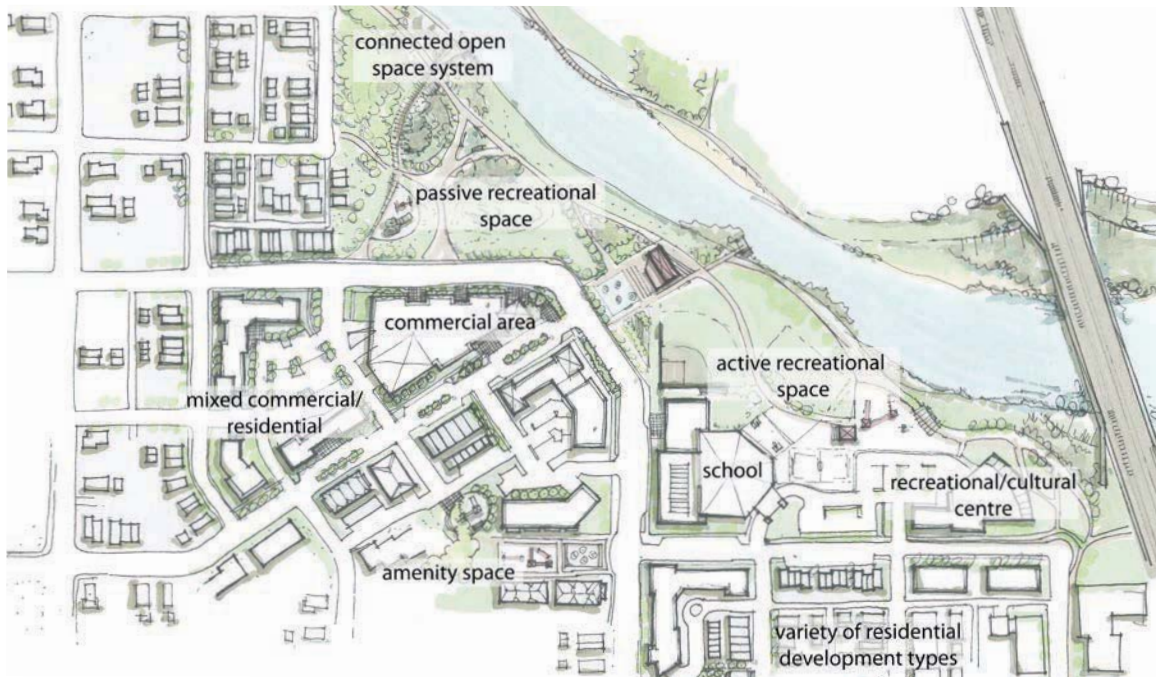 connected open
space system
passive recreational
space
commercial area
active recreational
space
mixed commercial/
residential
school
recreational/cultural
centre
amenity space
variety of residential
development types